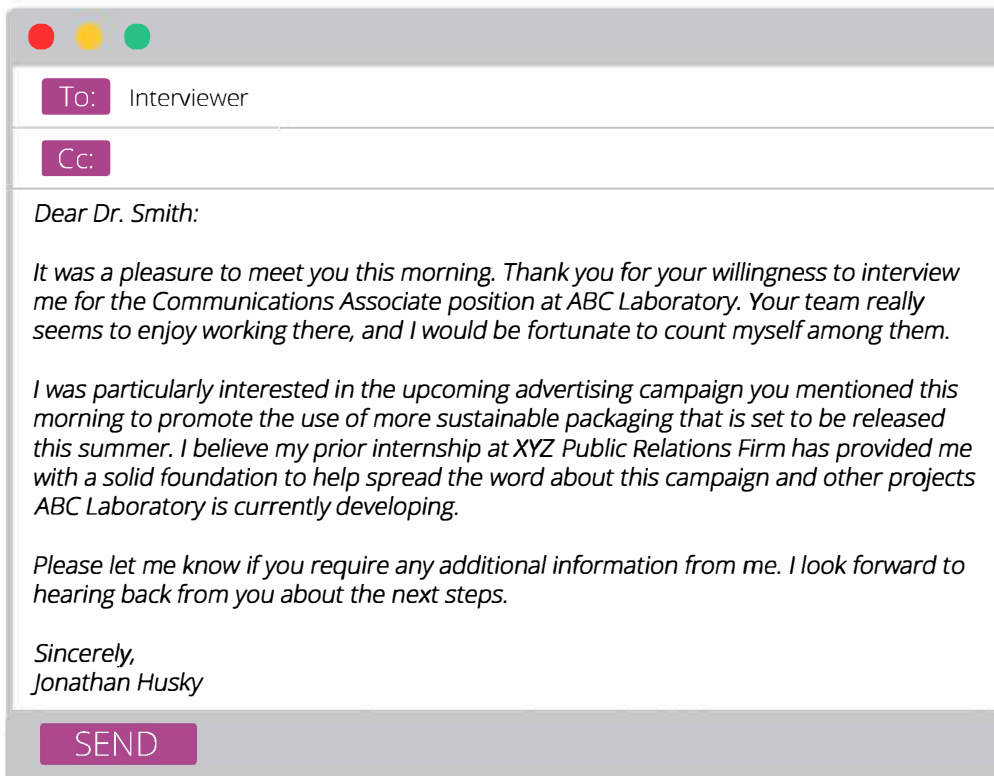 To: Interviewer
Cc:
Dear Dr. Smith:
It was a pleasure to meet you this morning. Thank you for your willingness to interview
me for the Communications Associate position at ABC Laboratory. Your team really
seems to enjoy working there, and I would be fortunate to count myself among them.
I was particularly interested in the upcoming advertising campaign you mentioned this
morning to promote the use of more sustainable packaging that is set to be released
this summer. I believe my prior internship at XYZ Public Relations Firm has provided me
with a solid foundation to help spread the word about this campaign and other projects
ABC Laboratory is currently developing.
Please let me know if you require any additional information from me. I look forward to
hearing back from you about the next steps.
Sincerely,
Jonathan Husky
SEND